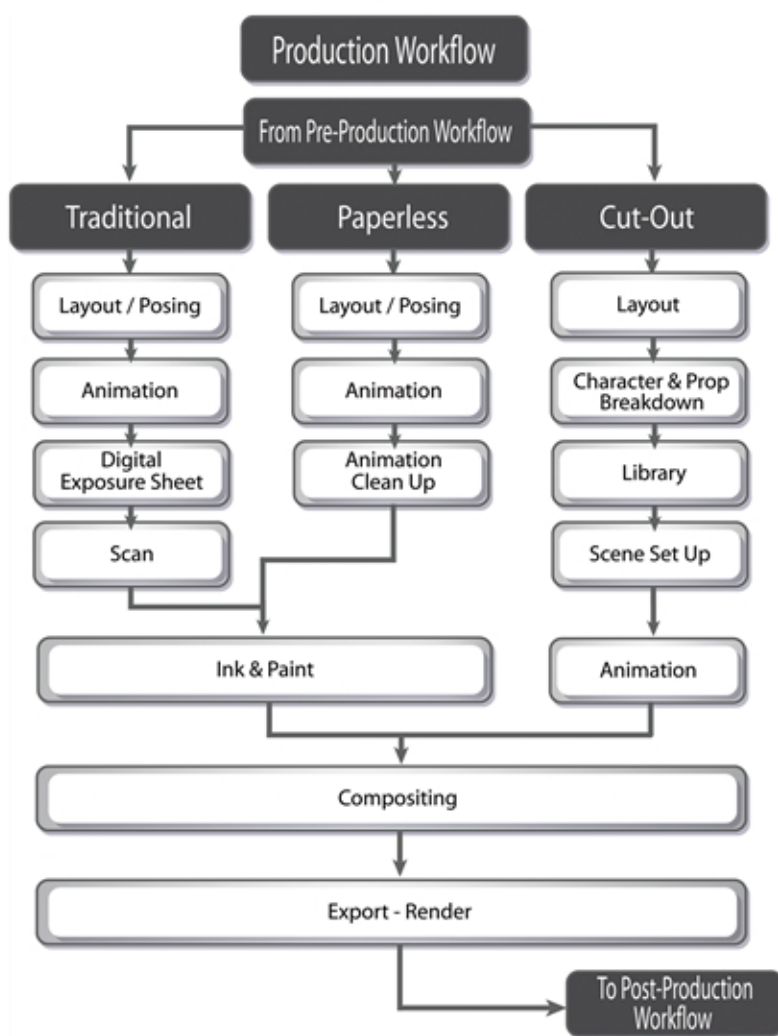 Production Workflow
From Pre-Production Workflow
Traditional
Paperless
Cut-Out
Layout / Posing
Layout / Posing
Layout
Animation
Animation
Character & Prop
Breakdown
Digital
Exposure Sheet
Animation
Clean Up
Library
Scan
Scene Set Up
Ink & Paint
Animation
Compositing
Export - Render
To Post-Production
Workflow